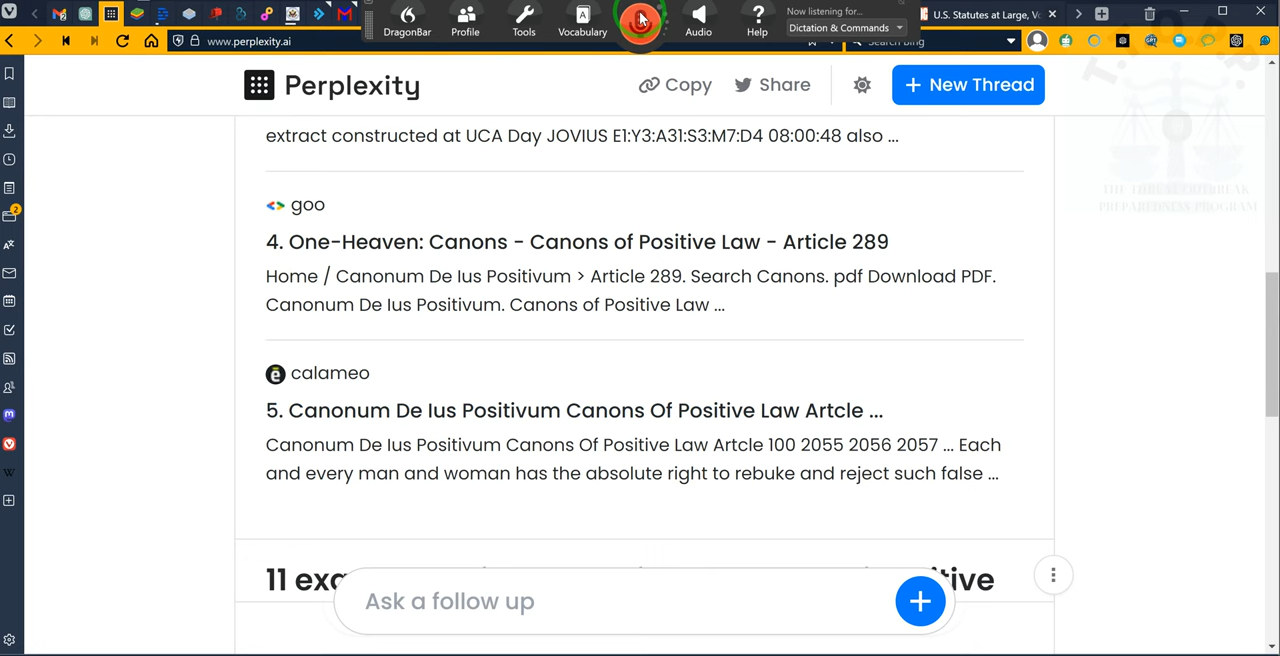 Now listening for...
DragonBar Profile Tools Vocabulary Audio Help Dictation & Commands
U.S. Statutes at Large, Vo
www.perplexity.ai
Search Bing
Perplexity Copy Share New Thread
extract constructed at UCA Day JOVIUS E1:Y3:A31:S3:M7:D4 08:00:48 also ...
goo
4. One-Heaven: Canons - Canons of Positive Law - Article 289
Home / Canonum De Ius Positivum > Article 289. Search Canons. pdf Download PDF.
Canonum De Ius Positivum. Canons of Positive Law ...
calameo
5. Canonum De Ius Positivum Canons Of Positive Law Artcle ...
Canonum De Ius Positivum Canons Of Positive Law Artcle 100 2055 2056 2057 ... Each
and every man and woman has the absolute right to rebuke and reject such false ...
11
Ask a follow up
THE THREAT OUTBREAK
PREPAREDNESS PROGRAM